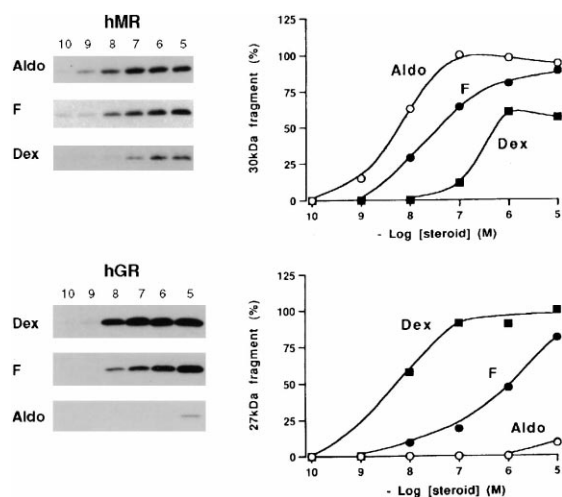 hMR
10 9 8 7 6 5
Aldo
F
Dex
30kDa fragment (%)
125
100
75
50
25
0
Aldo
F
Dex
10 9 8 7 6 5
- Log [steroid] (M)
hGR
10 9 8 7 6 5
Dex
F
Aldo
27kDa fragment (%)
125
100
75
50
25
0
Dex
F
Aldo
10 9 8 7 6 5
- Log [steroid] (M)